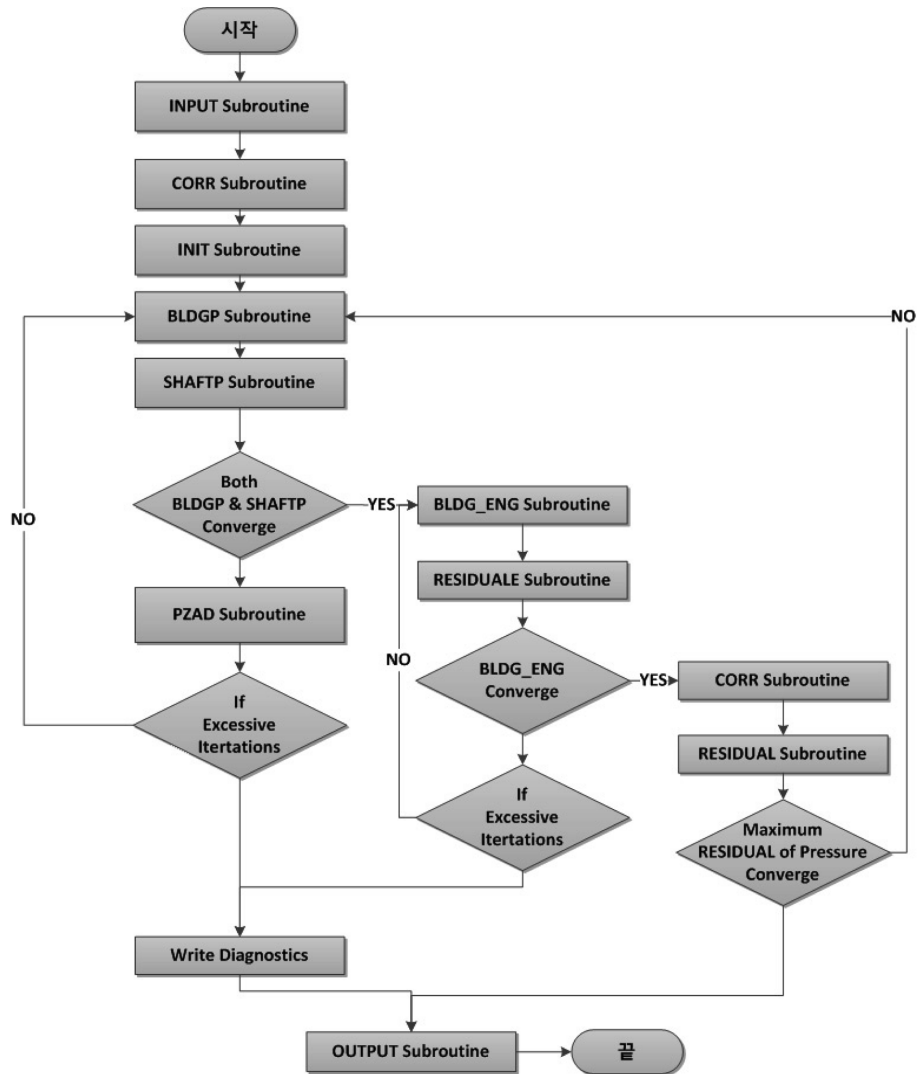 시작
INPUT Subroutine
CORR Subroutine
INIT Subroutine
BLDGP Subroutine
NO
SHAFTP Subroutine
Both
BLDGP & SHAFTP
Converge
YES
BLDG_ENG Subroutine
NO
RESIDUALE Subroutine
PZAD Subroutine
NO
BLDG_ENG
Converge
YES
CORR Subroutine
If
Excessive
Itertations
RESIDUAL Subroutine
If
Excessive
Itertations
Maximum
RESIDUAL of Pressure
Converge
Write Diagnostics
OUTPUT Subroutine
끝